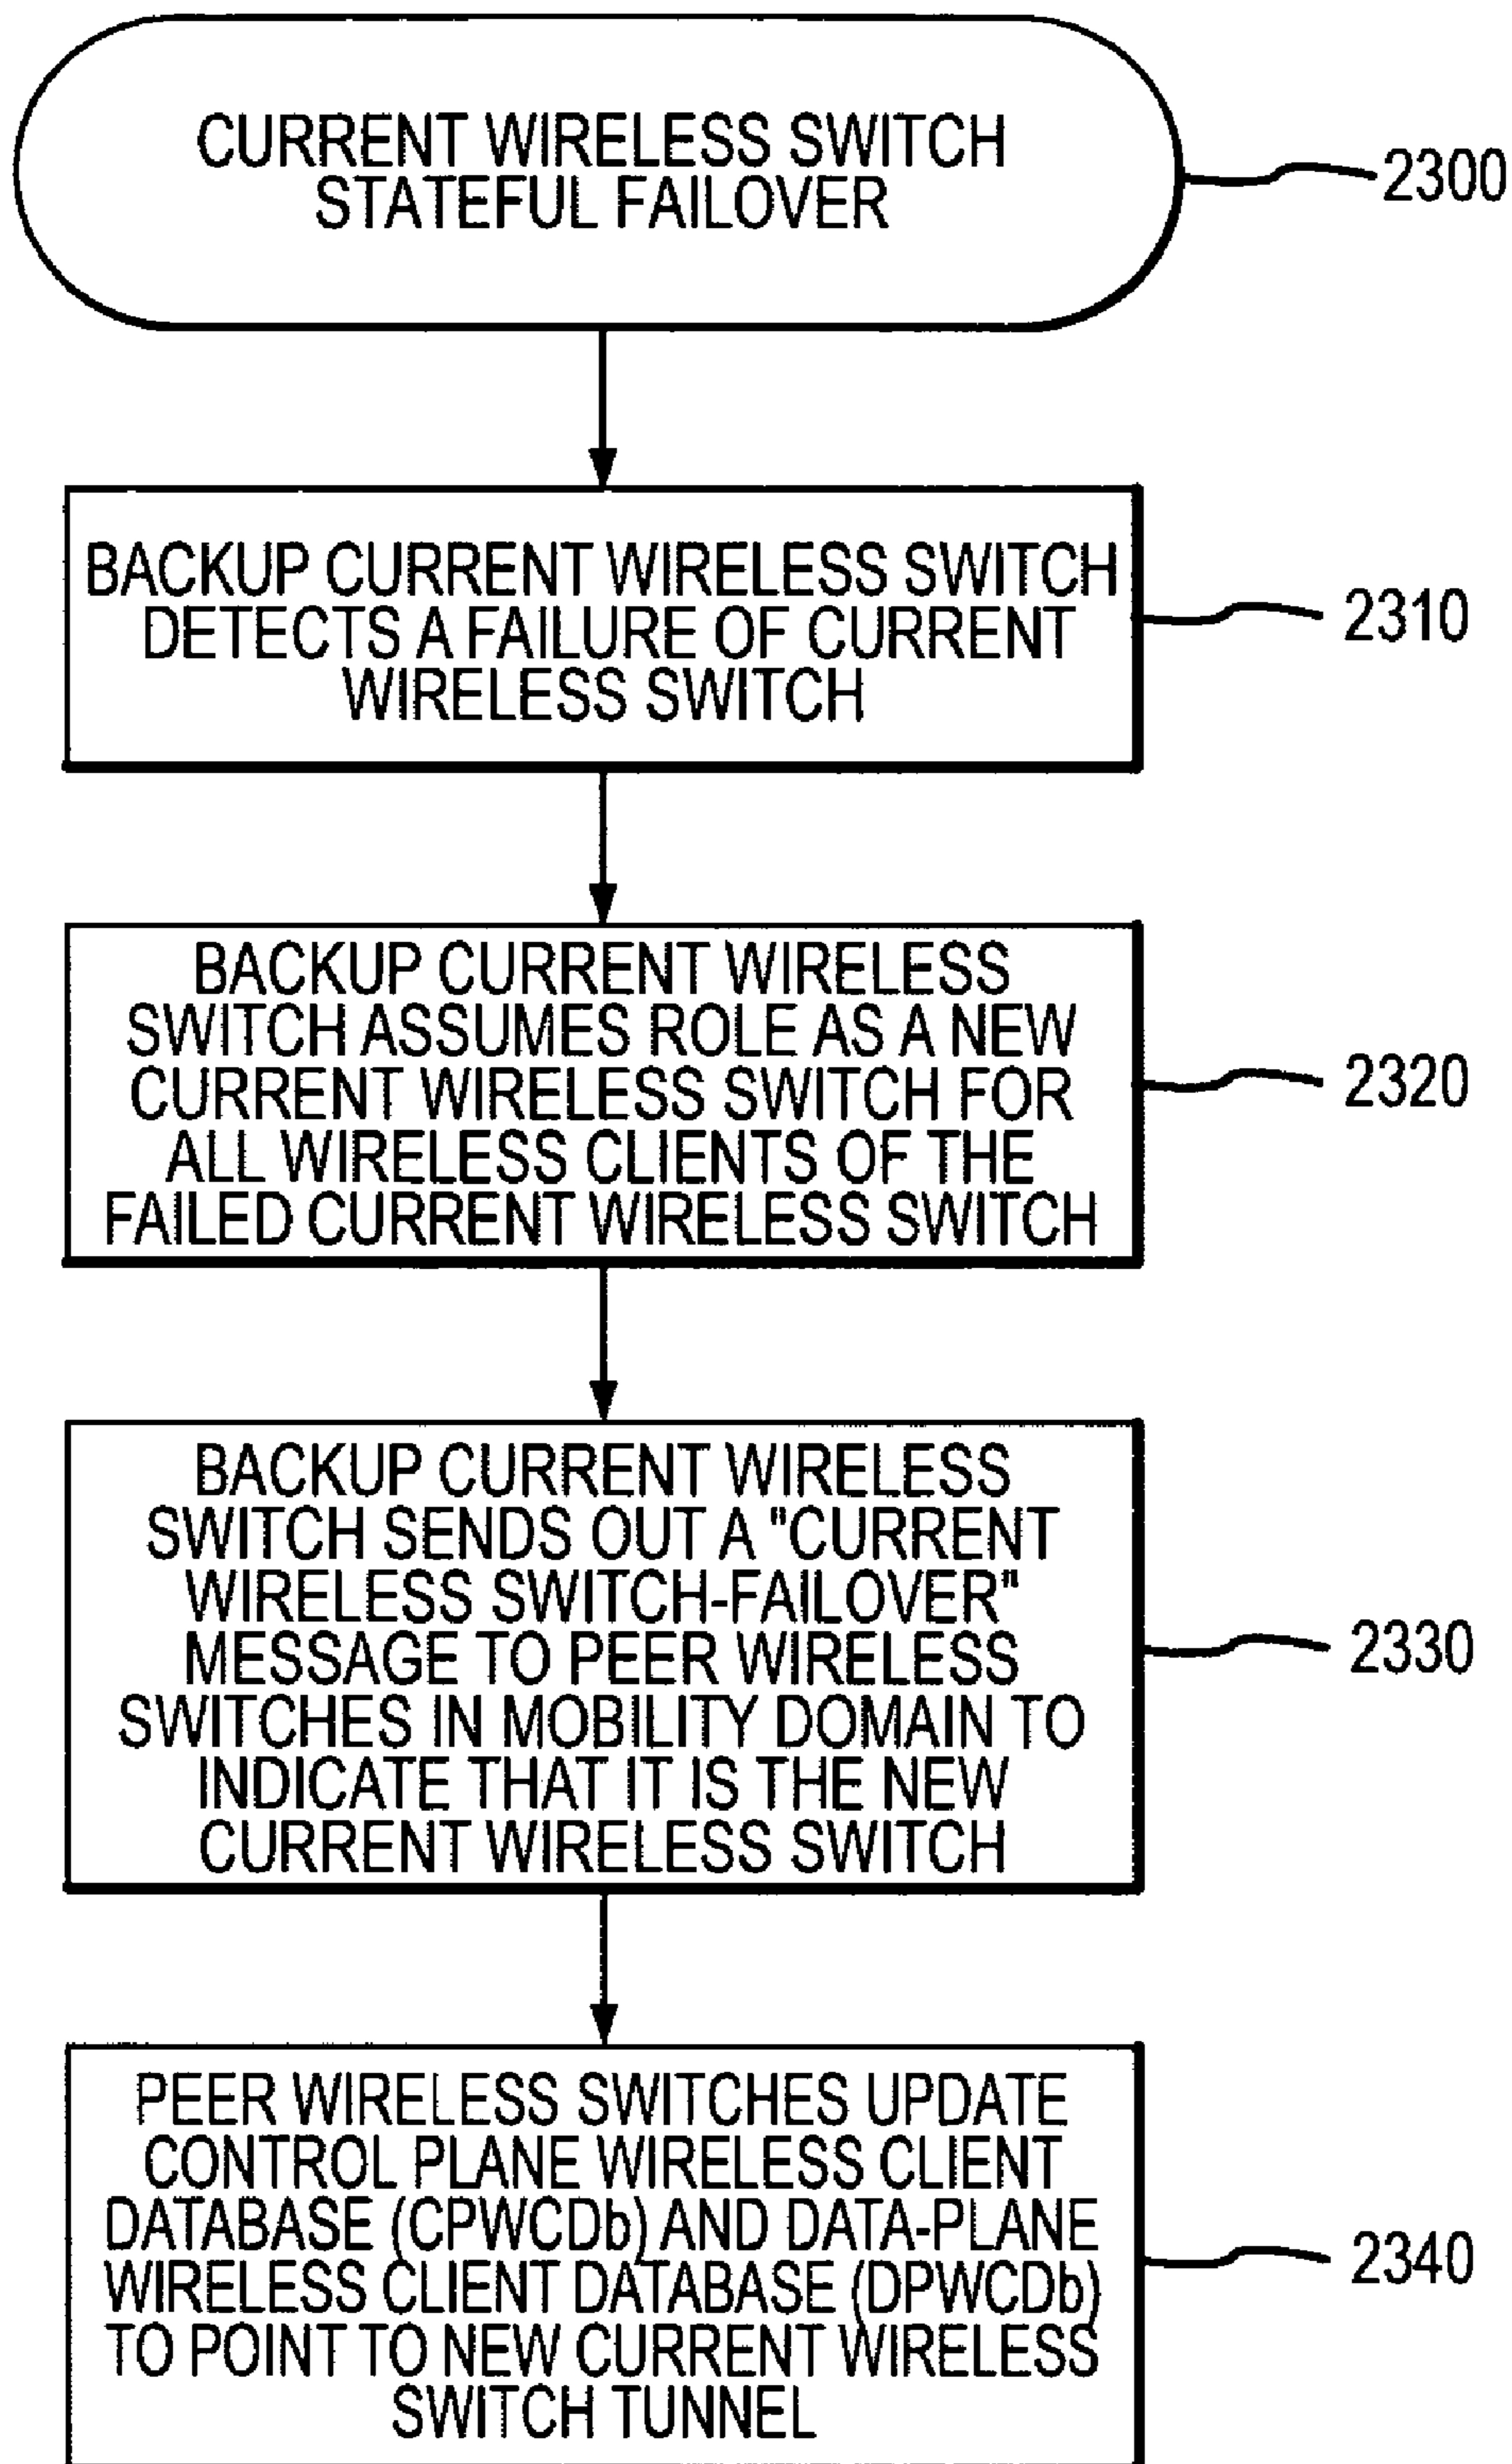 CURRENT WIRELESS SWITCH
STATEFUL FAILOVER
2300
BACKUP CURRENT WIRELESS SWITCH
DETECTS A FAILURE OF CURRENT
WIRELESS SWITCH
2310
BACKUP CURRENT WIRELESS
SWITCH ASSUMES ROLE AS A NEW
CURRENT WIRELESS SWITCH FOR
ALL WIRELESS CLIENTS OF THE
FAILED CURRENT WIRELESS SWITCH
2320
BACKUP CURRENT WIRELESS
SWITCH SENDS OUT A "CURRENT
WIRELESS SWITCH-FAILOVER"
MESSAGE TO PEER WIRELESS
SWITCHES IN MOBILITY DOMAIN TO
INDICATE THAT IT IS THE NEW
CURRENT WIRELESS SWITCH
2330
PEER WIRELESS SWITCHES UPDATE
CONTROL PLANE WIRELESS CLIENT
DATABASE (CPWCDb) AND DATA-PLANE
WIRELESS CLIENT DATABASE (DPWCDb)
TO POINT TO NEW CURRENT WIRELESS
SWITCH TUNNEL
2340